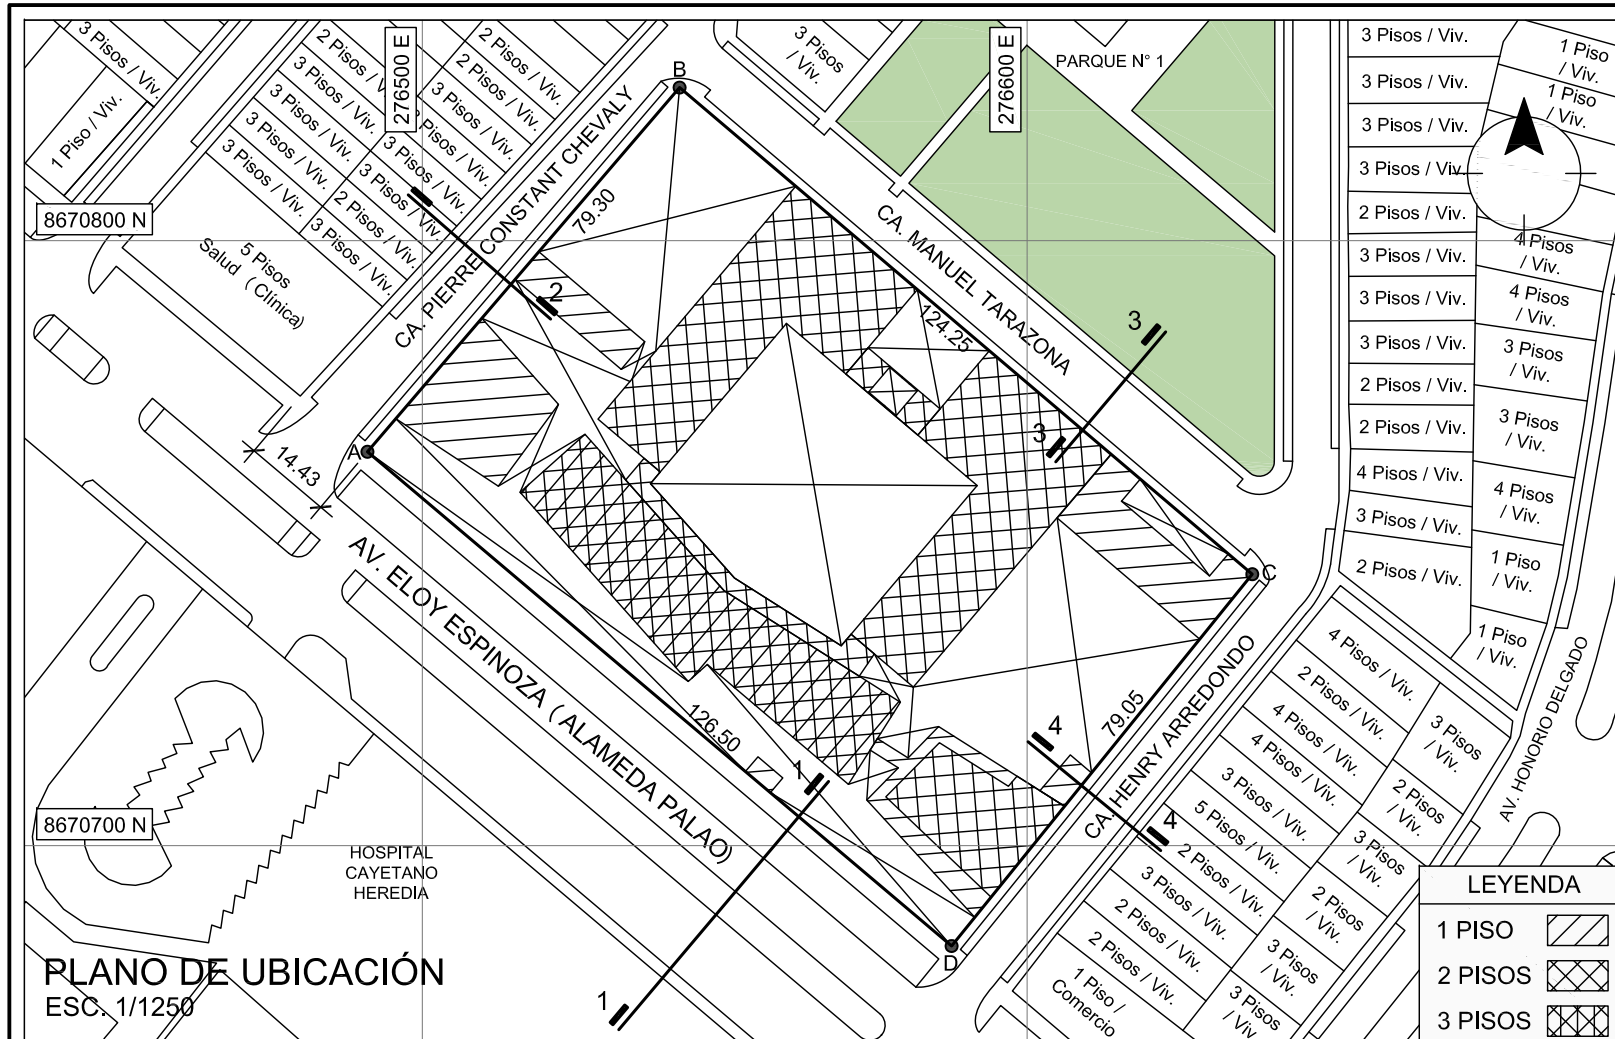 3 Pisos / Viv.
1 Piso / Viv.
2 Pisos / Viv.
3 Pisos / Viv.
3 Pisos / Viv.
3 Pisos / Viv.
3 Pisos / Viv.
2 Pisos / Viv.
2 Pisos / Viv.
3 Pisos / Viv.
3 Pisos / Viv.
3 Pisos / Viv.
3 Pisos / Viv.
2 Pisos / Viv.
3 Pisos / Viv.
276500 E
276600 E
8670800 N
8670700 N
5 Pisos
Salud ( Clínica)
CA. PIERRE CONSTANT CHEVALY
B
79.30
3 Pisos
/ Viv.
PARQUE N° 1
CA. MANUEL TARAZONA
124.25
2
3
3
A
14.43
AV. ELOY ESPINOZA ( ALAMEDA PALAO)
126.50
1
1
C
79.05
CA. HENRY ARREDONDO
4
4
D
HOSPITAL
CAYETANO
HEREDIA
3 Pisos / Viv.
3 Pisos / Viv.
3 Pisos / Viv.
3 Pisos / Viv.
2 Pisos / Viv.
3 Pisos / Viv.
3 Pisos / Viv.
3 Pisos / Viv.
2 Pisos / Viv.
2 Pisos / Viv.
4 Pisos / Viv.
3 Pisos / Viv.
2 Pisos / Viv.
1 Piso
/ Viv.
1 Piso
/ Viv.
4 Pisos
/ Viv.
4 Pisos
/ Viv.
3 Pisos
/ Viv.
3 Pisos
/ Viv.
4 Pisos
/ Viv.
1 Piso
/ Viv.
1 Piso
/ Viv.
AV. HONORIO DELGADO
4 Pisos / Viv.
2 Pisos / Viv.
4 Pisos / Viv.
4 Pisos / Viv.
3 Pisos / Viv.
5 Pisos / Viv.
2 Pisos / Viv.
3 Pisos / Viv.
2 Pisos / Viv.
2 Pisos / Viv.
1 Piso /
Comercio
3 Pisos
/ Viv.
2 Pisos
/ Viv.
3 Pisos
/ Viv.
2 Pisos
/ Viv.
3 Pisos
/ Viv.
3 Pisos
/ Viv
LEYENDA
1 PISO
2 PISOS
3 PISOS
PLANO DE UBICACIÓN
ESC. 1/1250